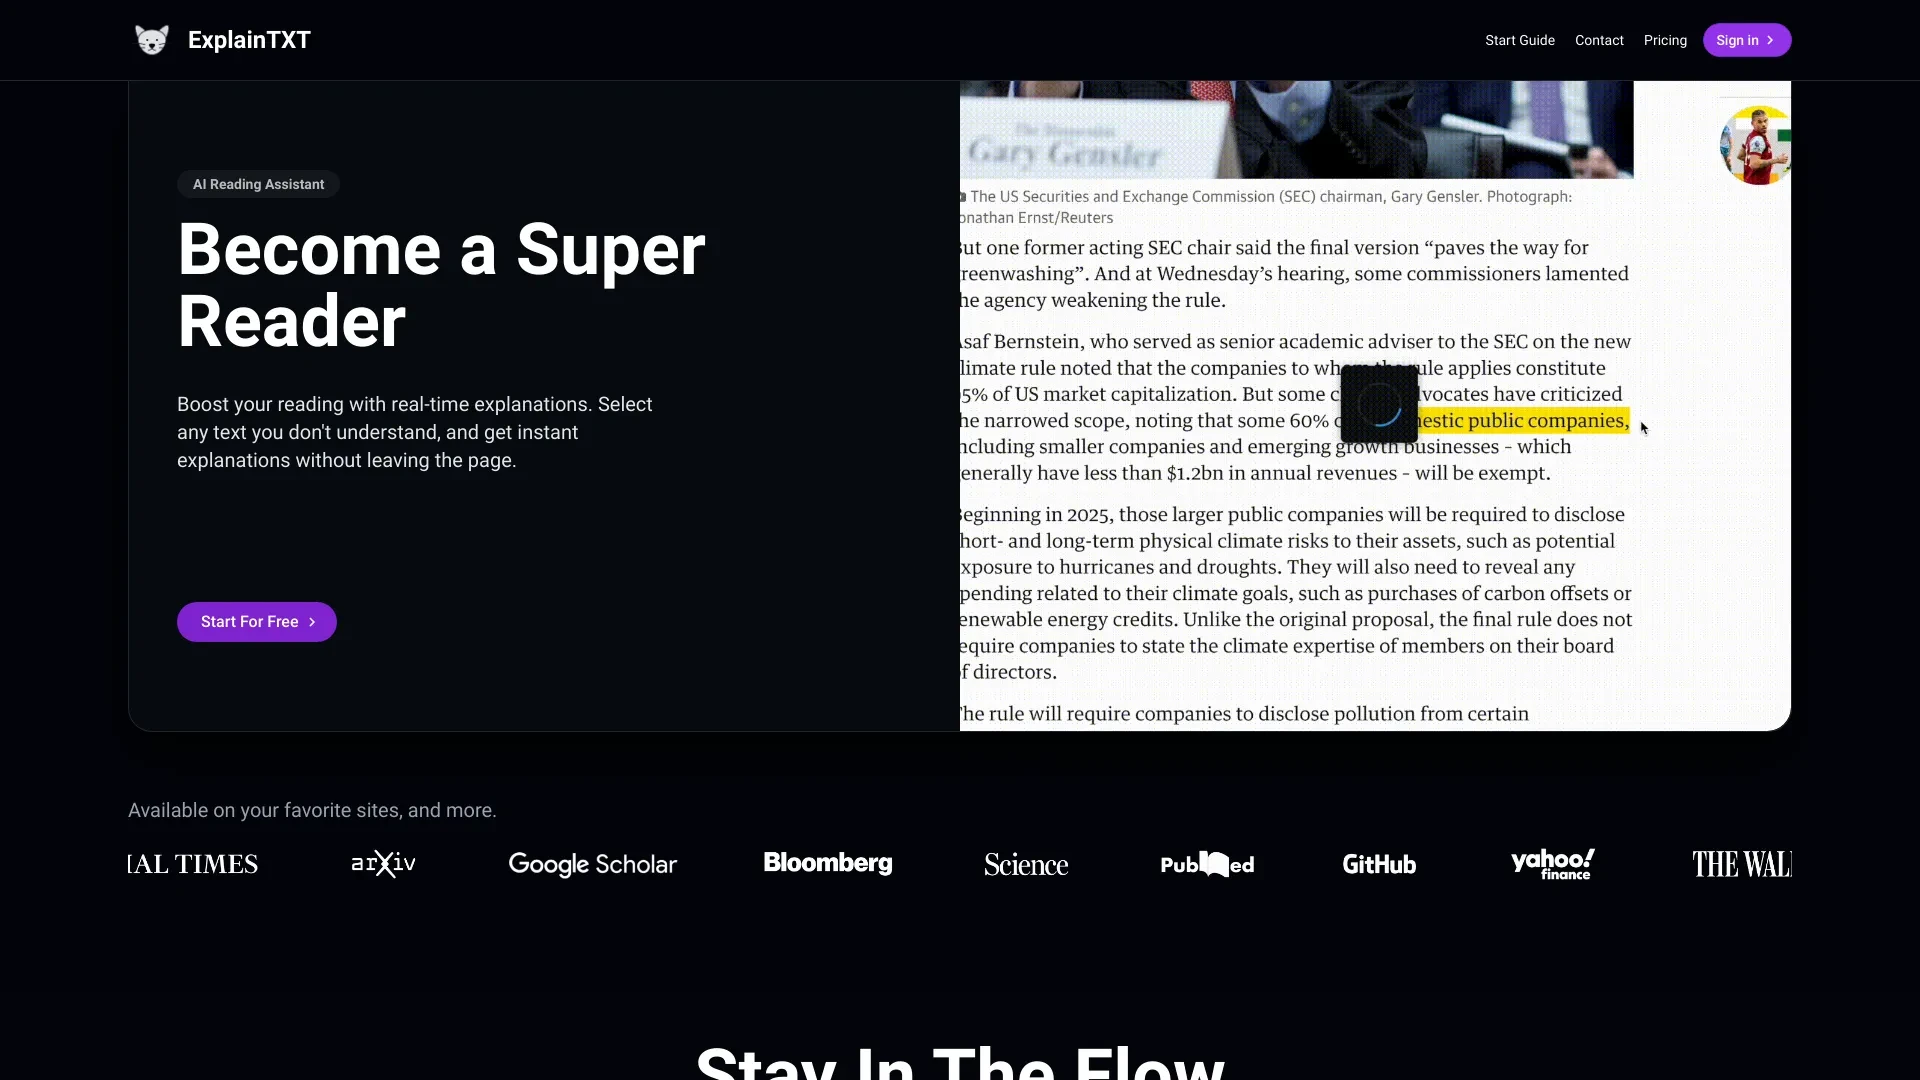 ExplainTXT
Start Guide
Contact
Pricing
Sign in
AI Reading Assistant
Become a Super
Reader
Boost your reading with real-time explanations. Select
any text you don't understand, and get instant
explanations without leaving the page.
Start For Free
Gary Gensler
The US Securities and Exchange Commission (SEC) chairman, Gary Gensler. Photograph:
onathan Ernst/Reuters
But one former acting SEC chair said the final version “paves the way for
reenwashing”. And at Wednesday’s hearing, some commissioners lamented
he agency weakening the rule.
Asaf Bernstein, who served as senior academic adviser to the SEC on the new
limate rule noted that the companies to whom the rule applies constitute
95% of US market capitalization. But some c vocates have criticized
he narrowed scope, noting that some 60% o estic public companies,
ncluding smaller companies and emerging growth businesses – which
enerally have less than $1.2bn in annual revenues – will be exempt.
Beginning in 2025, those larger public companies will be required to disclose
hort- and long-term physical climate risks to their assets, such as potential
xposure to hurricanes and droughts. They will also need to reveal any
pending related to their climate goals, such as purchases of carbon offsets or
enewable energy credits. Unlike the original proposal, the final rule does not
equire companies to state the climate expertise of members on their board
of directors.
The rule will require companies to disclose pollution from certain
Available on your favorite sites, and more.
IAL TIMES
arXiv
Google Scholar
Bloomberg
Science
PubMed
GitHub
yahoo!
finance
THE WAL
Stay In The Flow